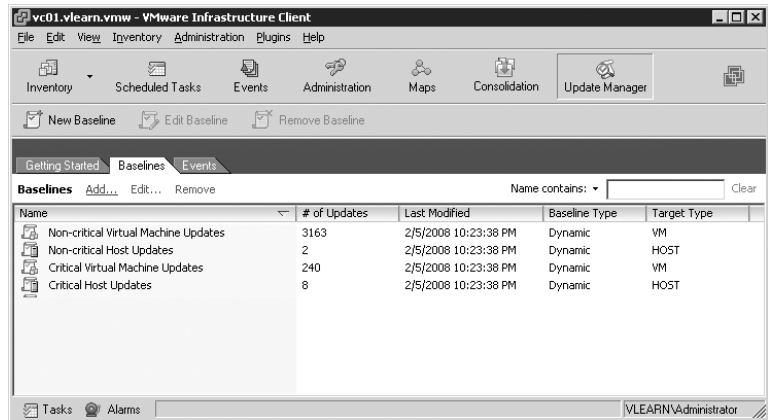 vc01.vlearn.vmw - VMware Infrastructure Client
File Edit View Inventory Administration Plugins Help
Inventory Scheduled Tasks Events Administration Maps Consolidation Update Manager
New Baseline Edit Baseline Remove Baseline
Getting Started Baselines Events
Baselines Add... Edit... Remove Name contains: Clear
Name # of Updates Last Modified Baseline Type Target Type
Non-critical Virtual Machine Updates 3163 2/5/2008 10:23:38 PM Dynamic VM
Non-critical Host Updates 2 2/5/2008 10:23:38 PM Dynamic HOST
Critical Virtual Machine Updates 240 2/5/2008 10:23:38 PM Dynamic VM
Critical Host Updates 8 2/5/2008 10:23:38 PM Dynamic HOST
Tasks Alarms VLEARN\Administrator